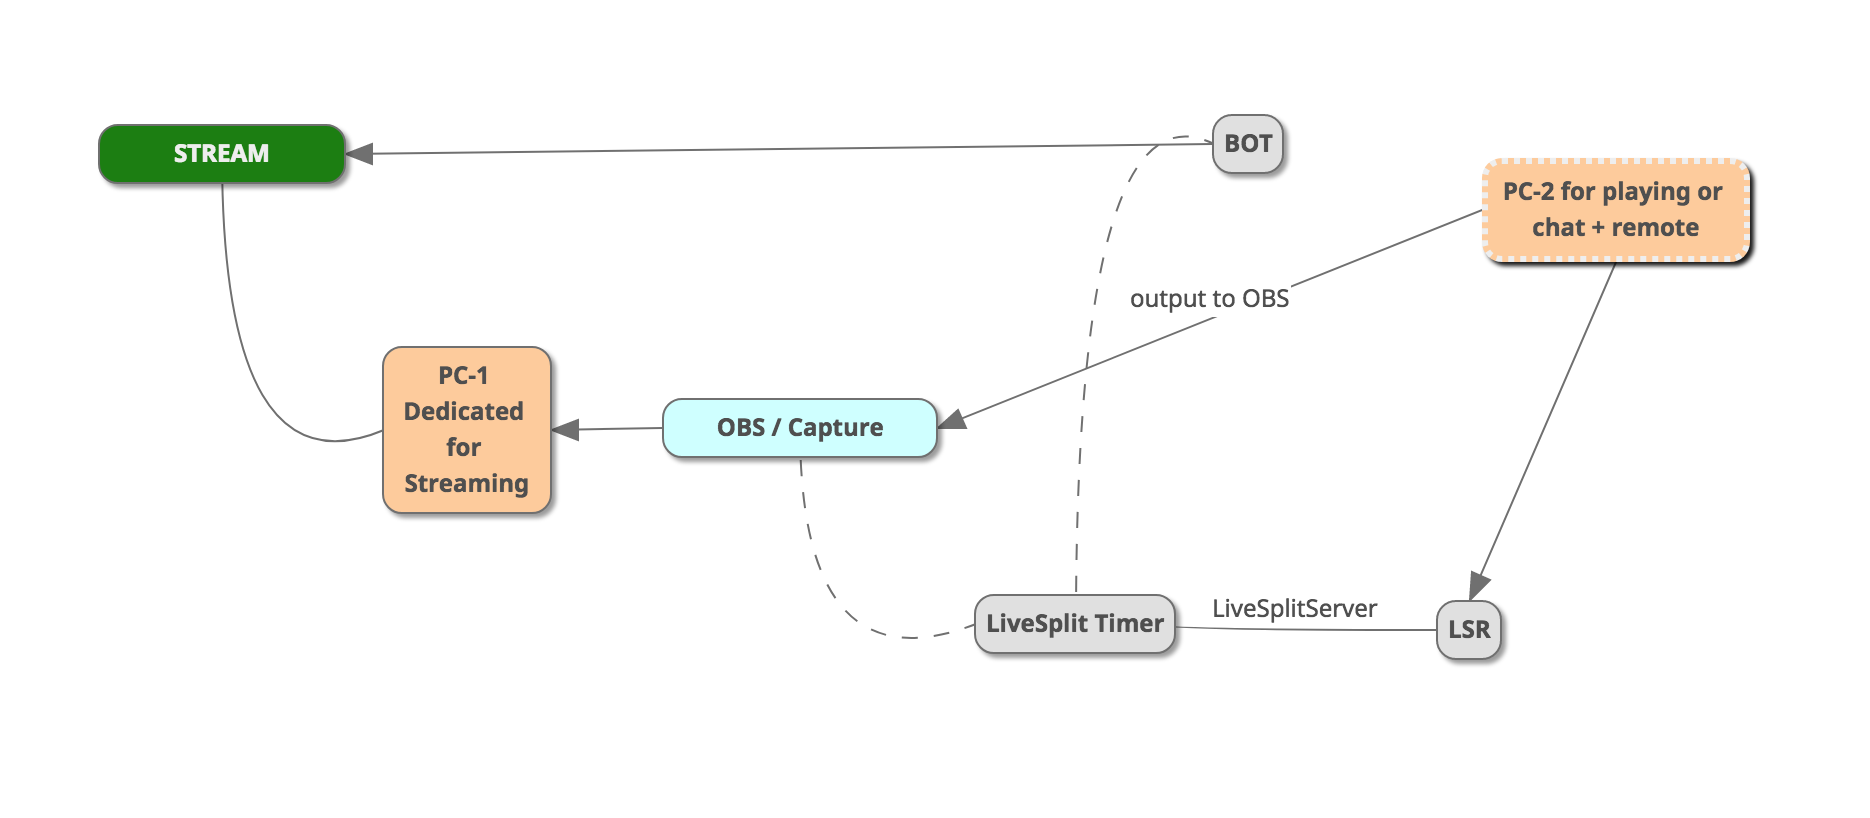 STREAM
BOT
PC-2 for playing or
chat + remote
output to OBS
PC-1
Dedicated
for
Streaming
OBS / Capture
LiveSplit Timer
LiveSplitServer
LSR